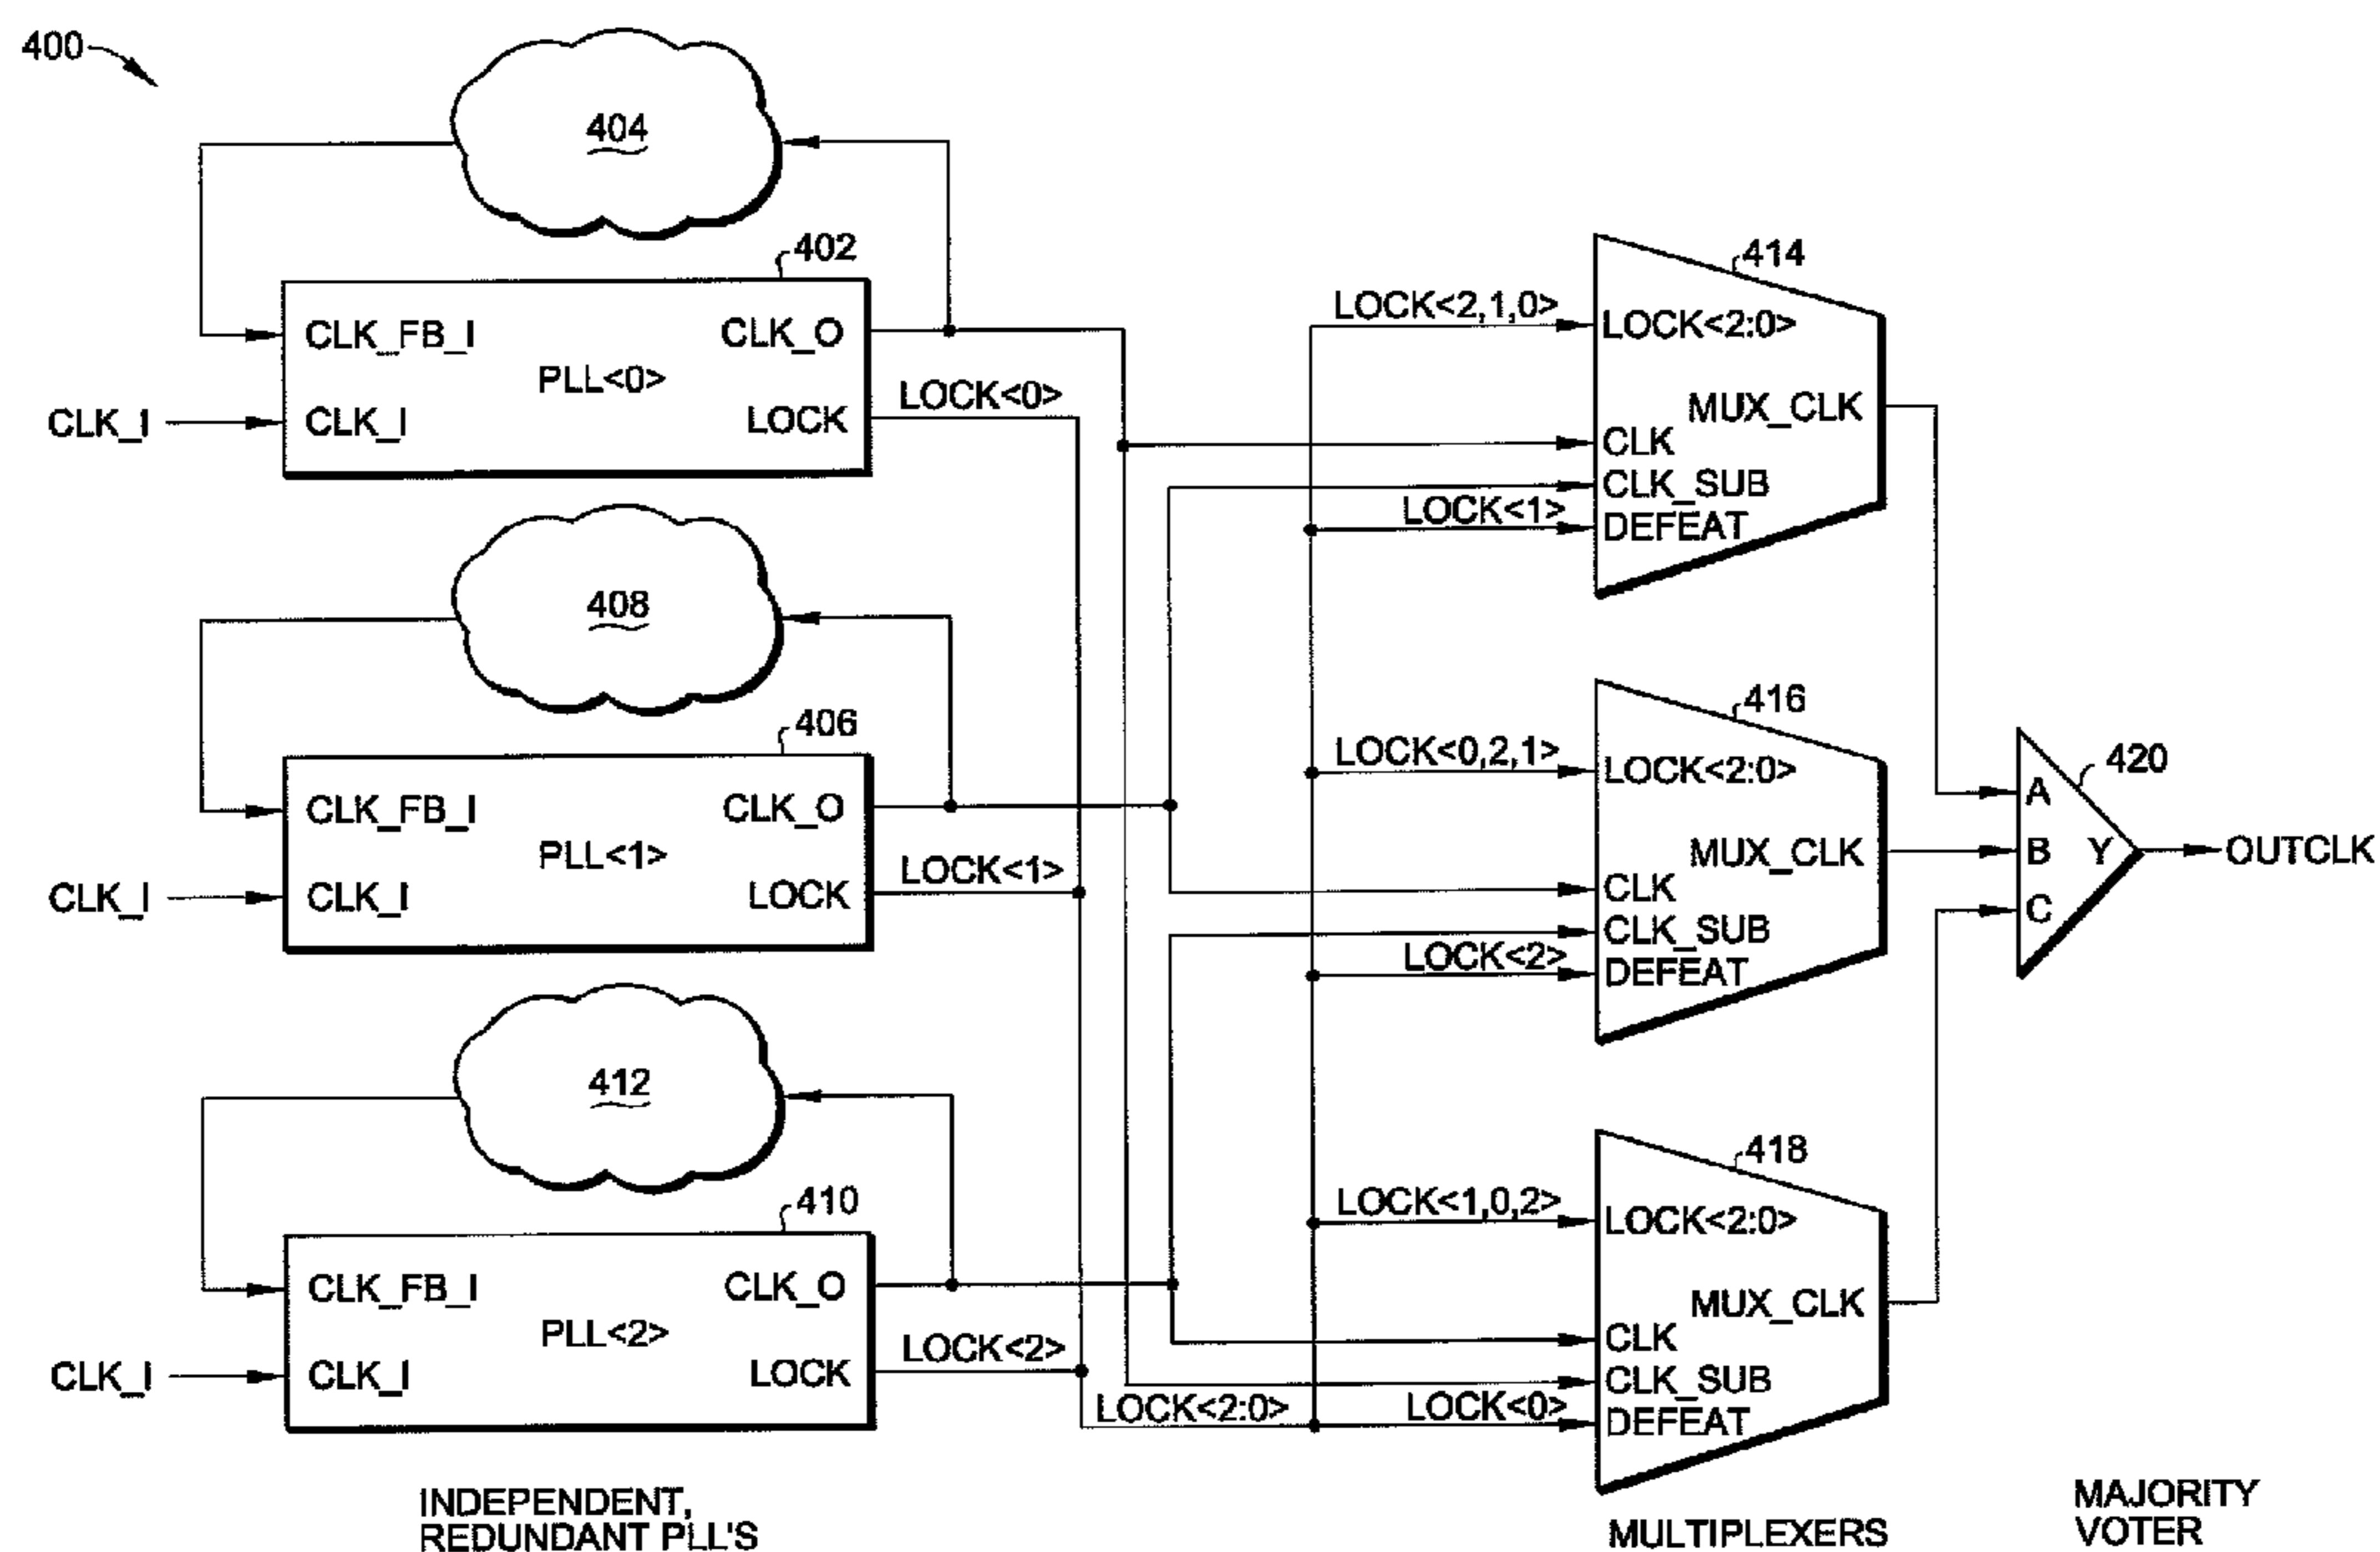 400
404
402
CLK_FB_I
CLK_O
PLL<0>
CLK_I
CLK_I
LOCK
LOCK<0>
408
406
CLK_FB_I
CLK_O
PLL<1>
CLK_I
CLK_I
LOCK
LOCK<1>
412
410
CLK_FB_I
CLK_O
PLL<2>
CLK_I
CLK_I
LOCK
LOCK<2>
LOCK<2:0>
INDEPENDENT,
REDUNDANT PLL'S
414
LOCK<2,1,0>
LOCK<2:0>
MUX_CLK
CLK
CLK_SUB
LOCK<1>
DEFEAT
416
LOCK<0,2,1>
LOCK<2:0>
MUX_CLK
CLK
CLK_SUB
LOCK<2>
DEFEAT
418
LOCK<1,0,2>
LOCK<2:0>
MUX_CLK
CLK
CLK_SUB
LOCK<0>
DEFEAT
MULTIPLEXERS
420
A
B
Y
OUTCLK
C
MAJORITY
VOTER